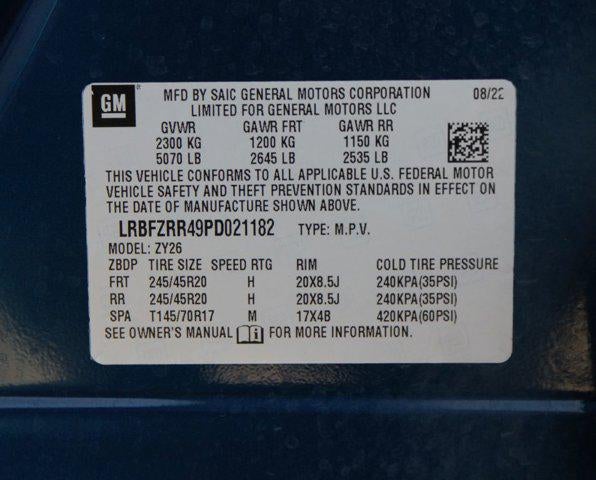 GM
MFD BY SAIC GENERAL MOTORS CORPORATION 08/22
LIMITED FOR GENERAL MOTORS LLC
GVWR GAWR FRT GAWR RR
2300 KG 1200 KG 1150 KG
5070 LB 2645 LB 2535 LB
THIS VEHICLE CONFORMS TO ALL APPLICABLE U.S. FEDERAL MOTOR
VEHICLE SAFETY AND THEFT PREVENTION STANDARDS IN EFFECT ON
THE DATE OF MANUFACTURE SHOWN ABOVE.
LRBFZRR49PD021182 TYPE: M.P.V.
MODEL: ZY26
ZBDP TIRE SIZE SPEED RTG RIM COLD TIRE PRESSURE
FRT 245/45R20 H 20X8.5J 240KPA(35PSI)
RR 245/45R20 H 20X8.5J 240KPA(35PSI)
SPA T145/70R17 M 17X4B 420KPA(60PSI)
SEE OWNER'S MANUAL FOR MORE INFORMATION.